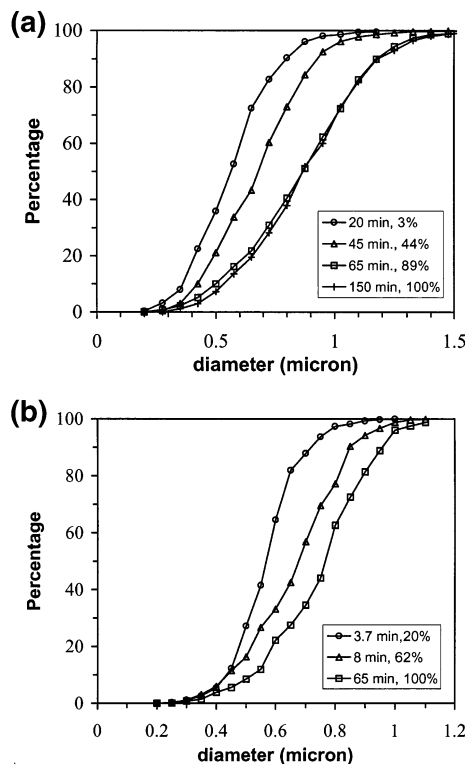 (a)
100
80
60
40
20
0
Percentage
20 min, 3%
45 min., 44%
65 min., 89%
150 min, 100%
0 0.5 1 1.5
diameter (micron)
(b)
100
80
60
40
20
0
Percentage
3.7 min,20%
8 min, 62%
65 min, 100%
0 0.2 0.4 0.6 0.8 1 1.2
diameter (micron)